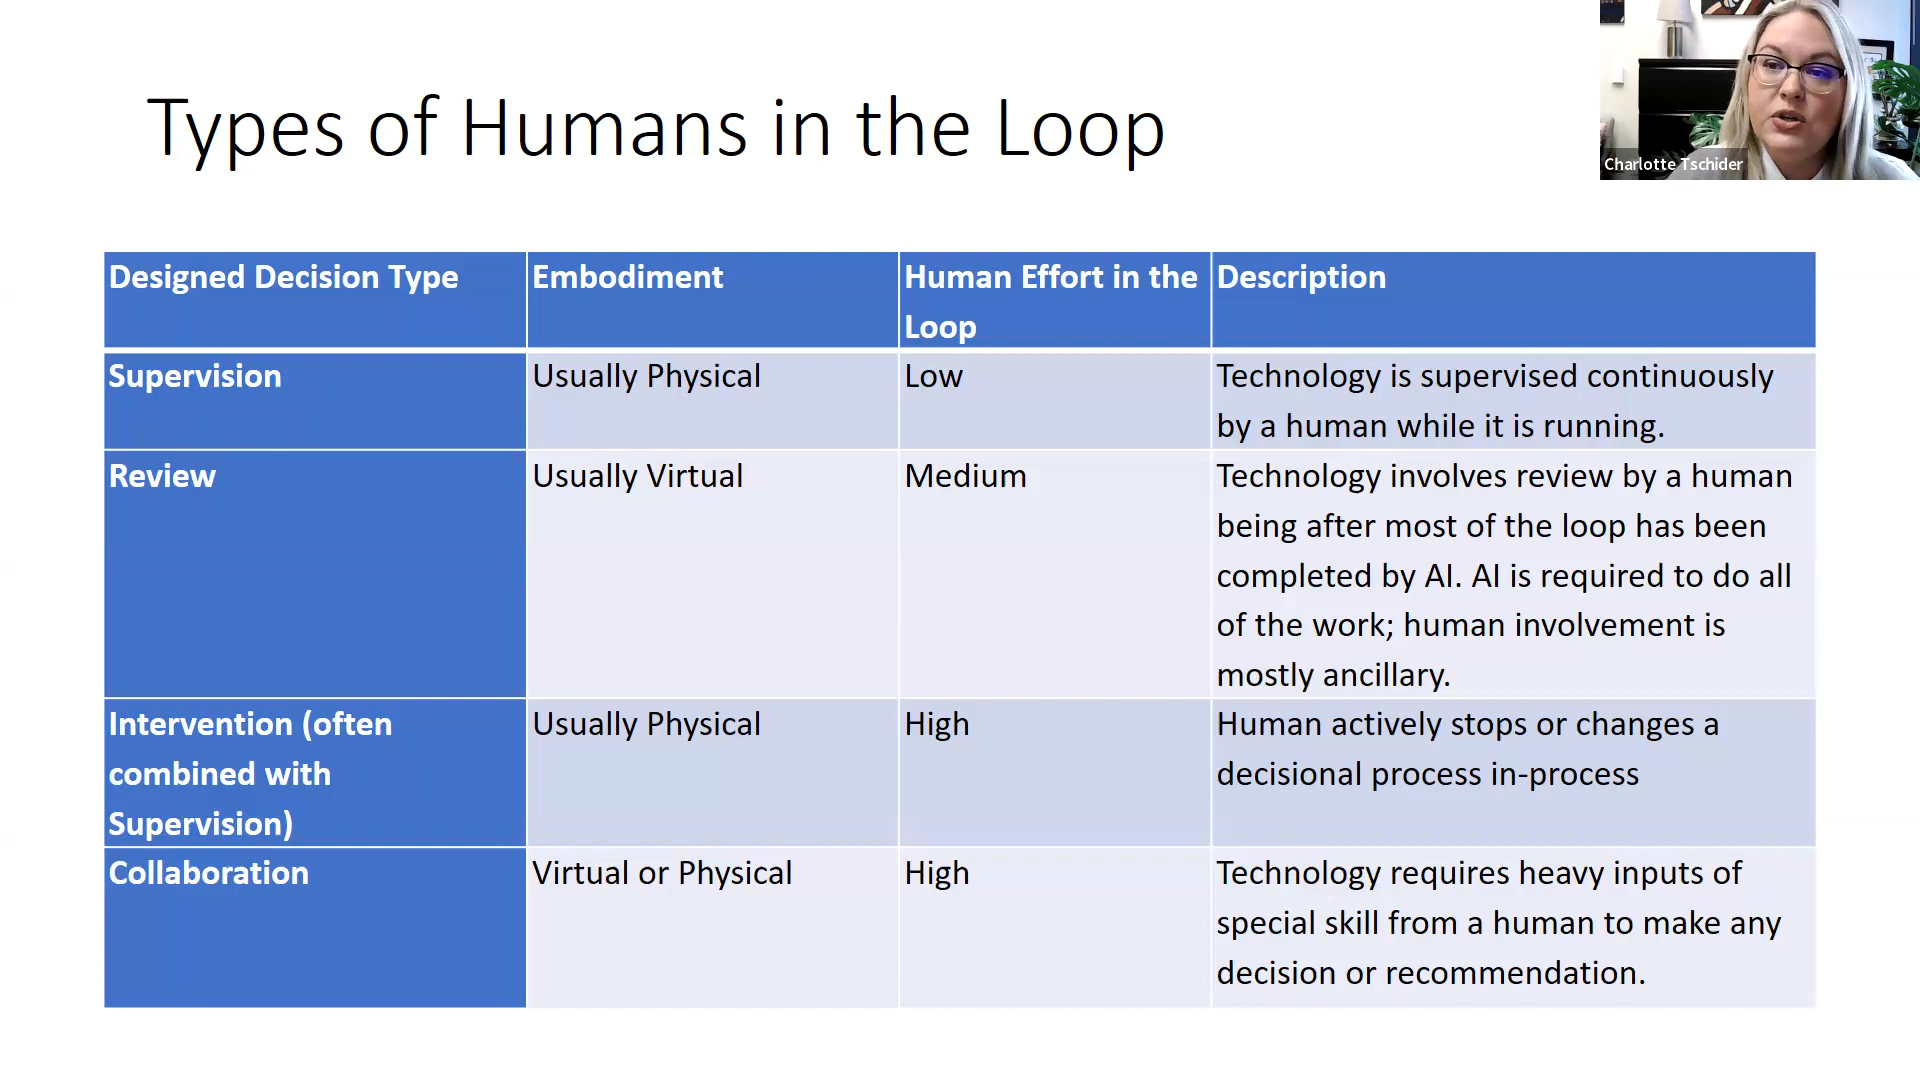 Types of Humans in the Loop
Charlotte Tschider
Designed Decision Type
Embodiment
Human Effort in the
Loop
Description
Supervision
Usually Physical
Low
Technology is supervised continuously
by a human while it is running.
Review
Usually Virtual
Medium
Technology involves review by a human
being after most of the loop has been
completed by AI. AI is required to do all
of the work; human involvement is
mostly ancillary.
Intervention (often
combined with
Supervision)
Usually Physical
High
Human actively stops or changes a
decisional process in-process
Collaboration
Virtual or Physical
High
Technology requires heavy inputs of
special skill from a human to make any
decision or recommendation.